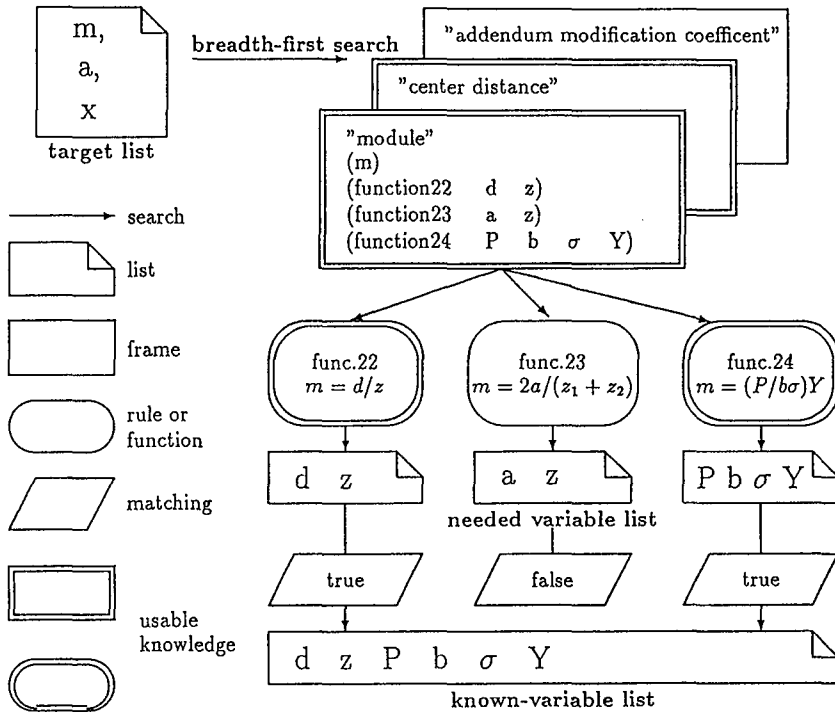 m,
a,
x
target list
breadth-first search
"addendum modification coefficent"
"center distance"
"module"
(m)
(function22 d z)
(function23 a z)
(function24 P b σ Y)
search
list
frame
rule or
function
matching
usable
knowledge
func.22
m = d/z
func.23
m = 2a/(z₁ + z₂)
func.24
m = (P/bσ)Y
d z
a z
P b σ Y
needed variable list
true
false
true
d z P b σ Y
known-variable list